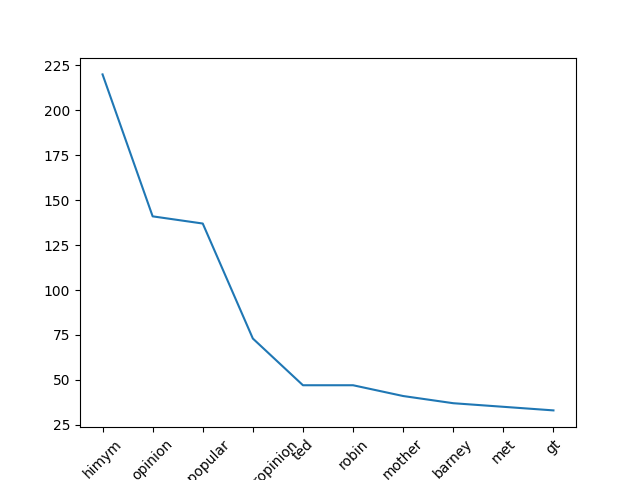 225
200
175
150
125
100
75
50
25
himym
opinion
popular
ted
robin
mother
barney
met
gt